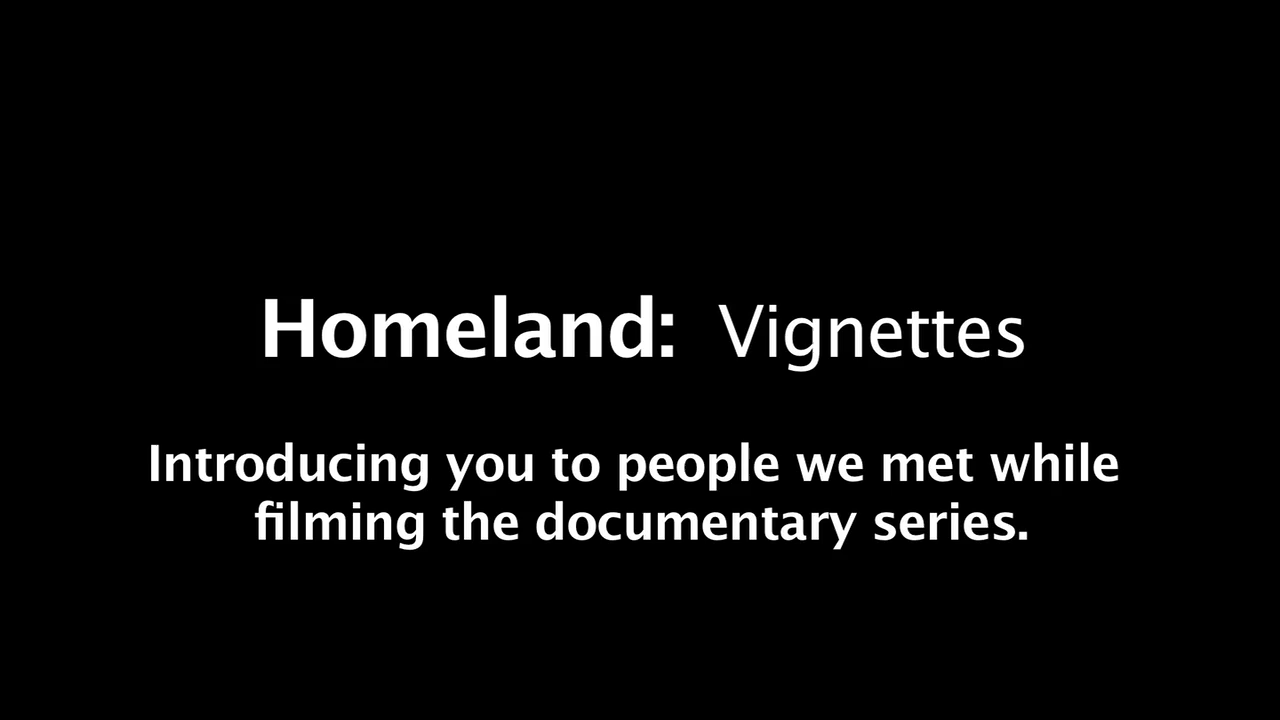 Homeland: Vignettes
Introducing you to people we met while
filming the documentary series.